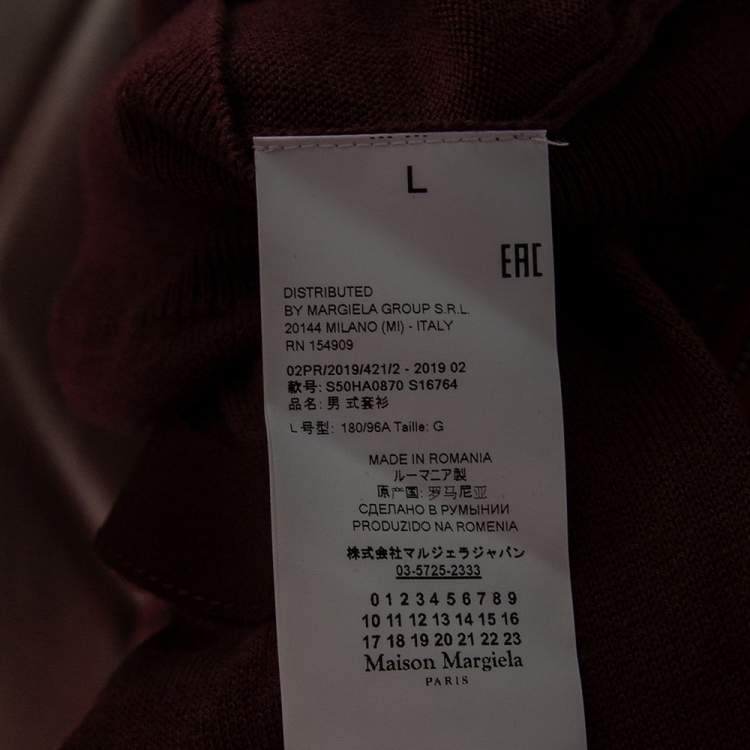 L
EAC
DISTRIBUTED
BY MARGIELA GROUP S.R.L.
20144 MILANO (MI) - ITALY
RN 154909
02PR/2019/421/2 - 2019 02
款号: S50HA0870 S16764
品名: 男 式套衫
L 号型: 180/96A Taille: G
MADE IN ROMANIA
ルーマニア製
原产国: 罗马尼亚
СДЕЛАНО В РУМЫНИИ
PRODUZIDO NA ROMENIA
株式会社マルジェラジャパン
03-5725-2333
0 1 2 3 4 5 6 7 8 9
10 11 12 13 14 15 16
17 18 19 20 21 22 23
Maison Margiela
PARIS